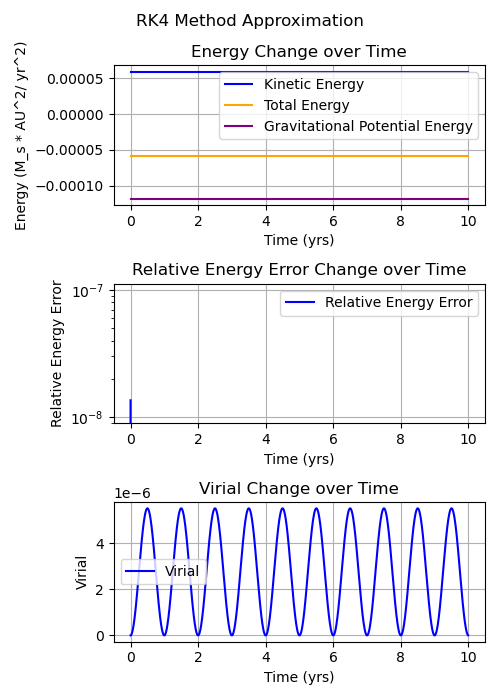 RK4 Method Approximation
Energy Change over Time
Energy (M_s * AU^2/ yr^2)
0.00005
0.00000
−0.00005
−0.00010
Kinetic Energy
Total Energy
Gravitational Potential Energy
0 2 4 6 8 10
Time (yrs)
Relative Energy Error Change over Time
Relative Energy Error
10⁻⁷
10⁻⁸
Relative Energy Error
0 2 4 6 8 10
Time (yrs)
Virial Change over Time
1e−6
Virial
4
2
0
Virial
0 2 4 6 8 10
Time (yrs)